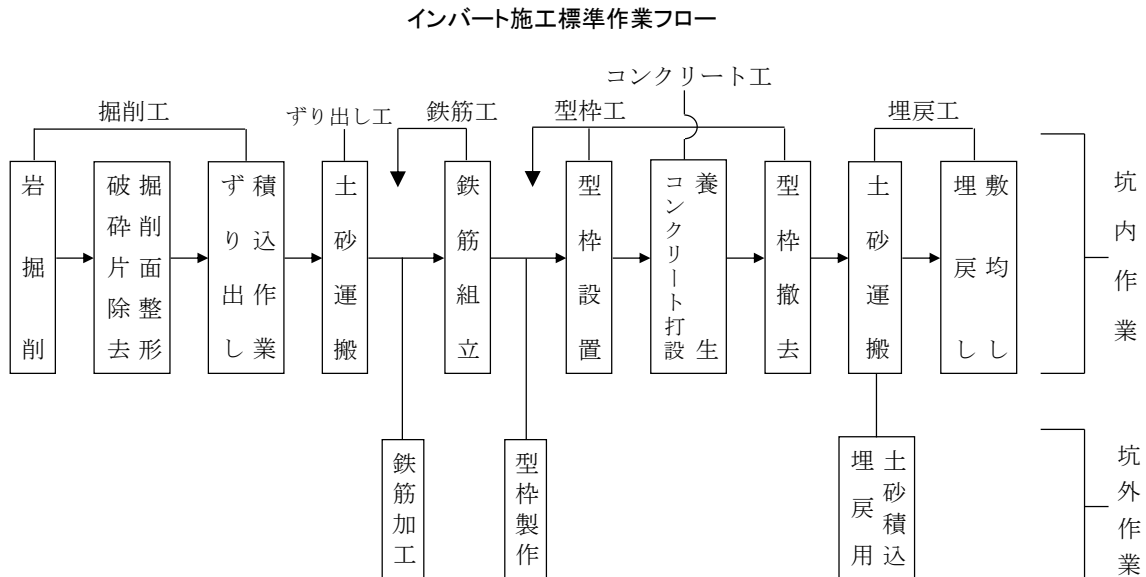 インバート施工標準作業フロー
コンクリート工
掘削工
ずり出し工
鉄筋工
型枠工
埋戻工
岩掘削
掘削面整形
破砕片除去
積込作業
ずり出し
土砂運搬
鉄筋組立
型枠設置
養生
コンクリート打設
型枠撤去
土砂運搬
敷均し
埋戻し
坑内作業
鉄筋加工
型枠製作
土砂積込
埋戻用
坑外作業